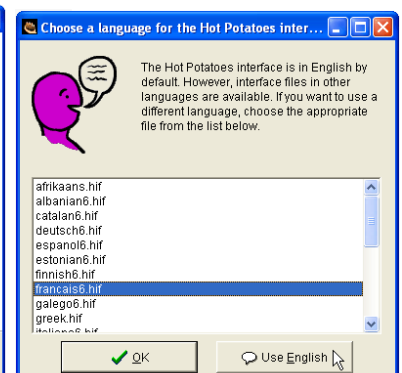 Choose a language for the Hot Potatoes inter...
The Hot Potatoes interface is in English by
default. However, interface files in other
languages are available. If you want to use a
different language, choose the appropriate
file from the list below.
afrikaans.hif
albanian6.hif
catalan6.hif
deutsch6.hif
espanol6.hif
estonian6.hif
finnish6.hif
francais6.hif
galego6.hif
greek.hif
OK
Use English